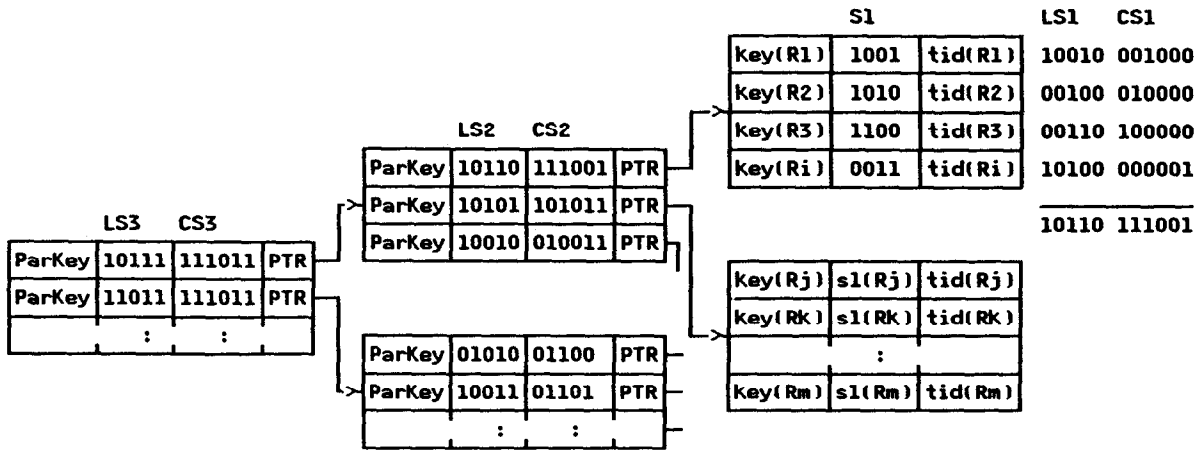 S1 LS1 CS1
key(R1) 1001 tid(R1) 10010 001000
key(R2) 1010 tid(R2) 00100 010000
key(R3) 1100 tid(R3) 00110 100000
key(Ri) 0011 tid(Ri) 10100 000001
10110 111001
LS2 CS2
ParKey 10110 111001 PTR
ParKey 10101 101011 PTR
ParKey 10010 010011 PTR
LS3 CS3
ParKey 10111 111011 PTR
ParKey 11011 111011 PTR
: :
key(Rj) s1(Rj) tid(Rj)
key(Rk) s1(Rk) tid(Rk)
:
key(Rm) s1(Rm) tid(Rm)
ParKey 01010 01100 PTR
ParKey 10011 01101 PTR
: :